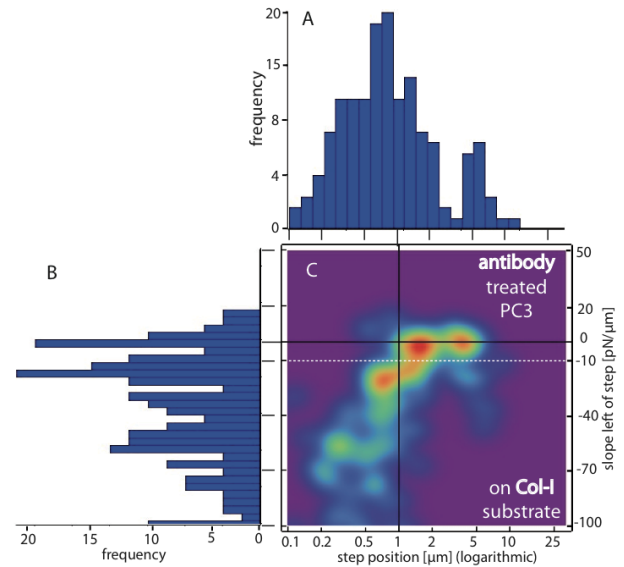 A
20
15
8
4
0
frequency
B
20 15 10 5 0
frequency
C
antibody
treated
PC3
on Col-I
substrate
50
20
0
-10
-40
-70
-100
slope left of step [pN/µm]
0.1 0.2 0.5 1 2 5 10 25
step position [µm] (logarithmic)